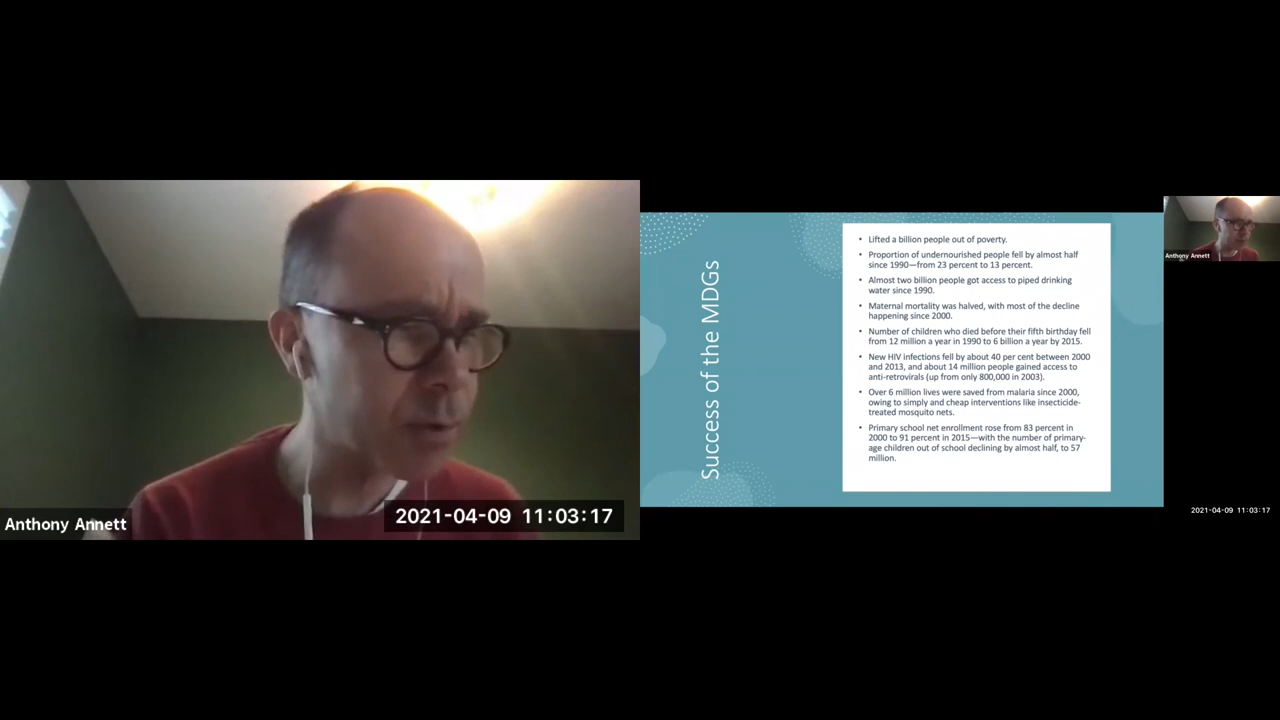 Anthony Annett
2021-04-09 11:03:17
Success of the MDGs
• Lifted a billion people out of poverty.
• Proportion of undernourished people fell by almost half
since 1990—from 23 percent to 13 percent.
• Almost two billion people got access to piped drinking
water since 1990.
• Maternal mortality was halved, with most of the decline
happening since 2000.
• Number of children who died before their fifth birthday fell
from 12 million a year in 1990 to 6 billion a year by 2015.
• New HIV infections fell by about 40 per cent between 2000
and 2013, and about 14 million people gained access to
anti-retrovirals (up from only 800,000 in 2003).
• Over 6 million lives were saved from malaria since 2000,
owing to simply and cheap interventions like insecticide-
treated mosquito nets.
• Primary school net enrollment rose from 83 percent in
2000 to 91 percent in 2015—with the number of primary-
age children out of school declining by almost half, to 57
million.
Anthony Annett
2021-04-09 11:03:17